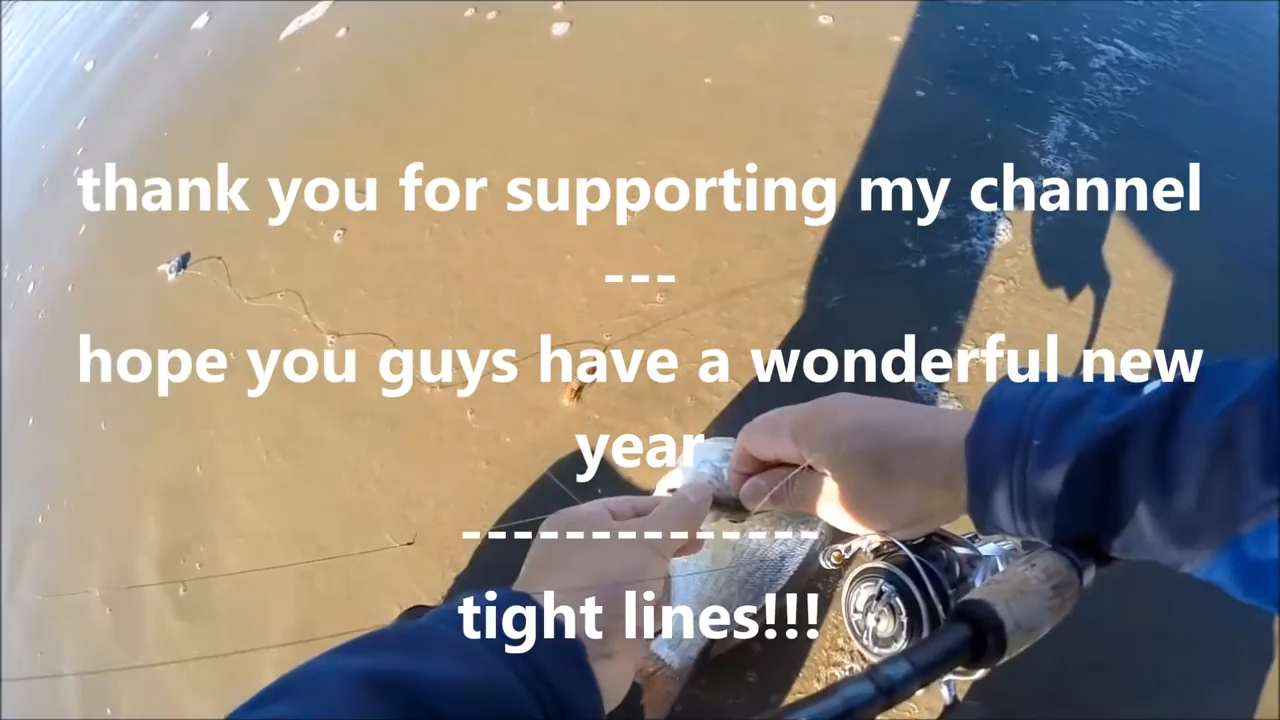 thank you for supporting my channel
---
hope you guys have a wonderful new
year
--------------
tight lines!!!